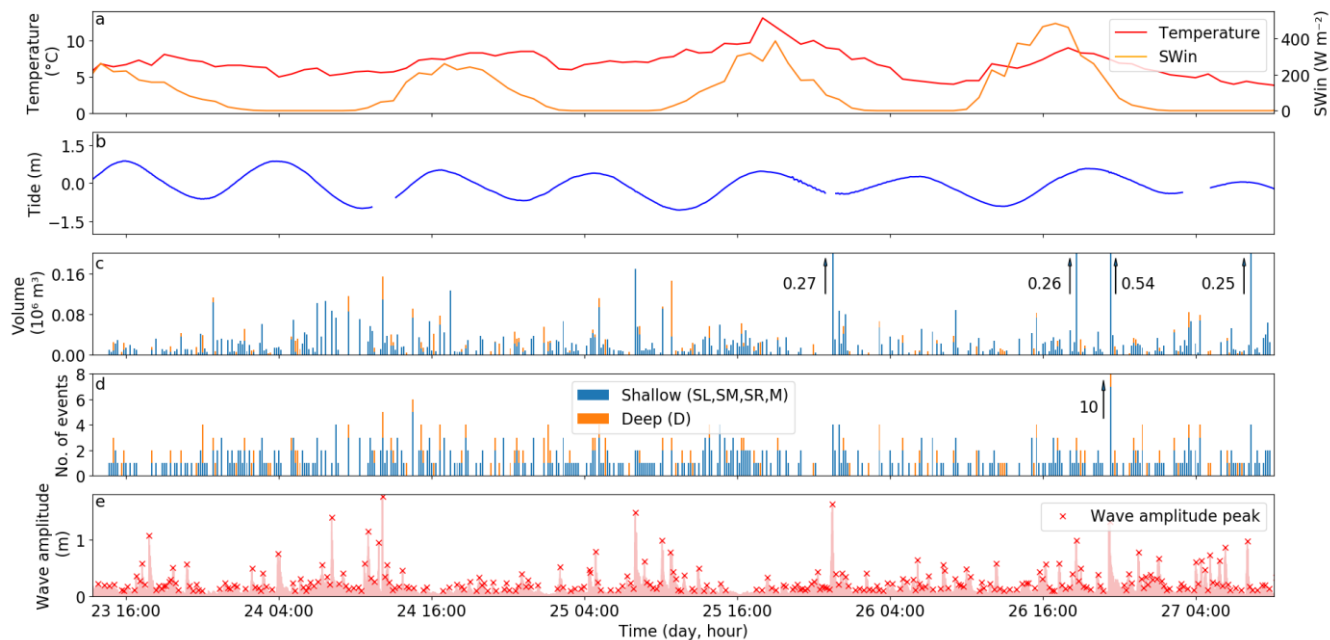 a
Temperature
(°C)
10
5
0
Temperature
SWin
400
200
0
SWin (W m⁻²)
b
Tide (m)
1.5
0.0
−1.5
c
Volume
(10⁶ m³)
0.16
0.08
0.00
0.27
0.26
0.54
0.25
d
No. of events
8
6
4
2
0
Shallow (SL,SM,SR,M)
Deep (D)
10
e
Wave amplitude
(m)
1
0
Wave amplitude peak
23 16:00
24 04:00
24 16:00
25 04:00
25 16:00
26 04:00
26 16:00
27 04:00
Time (day, hour)